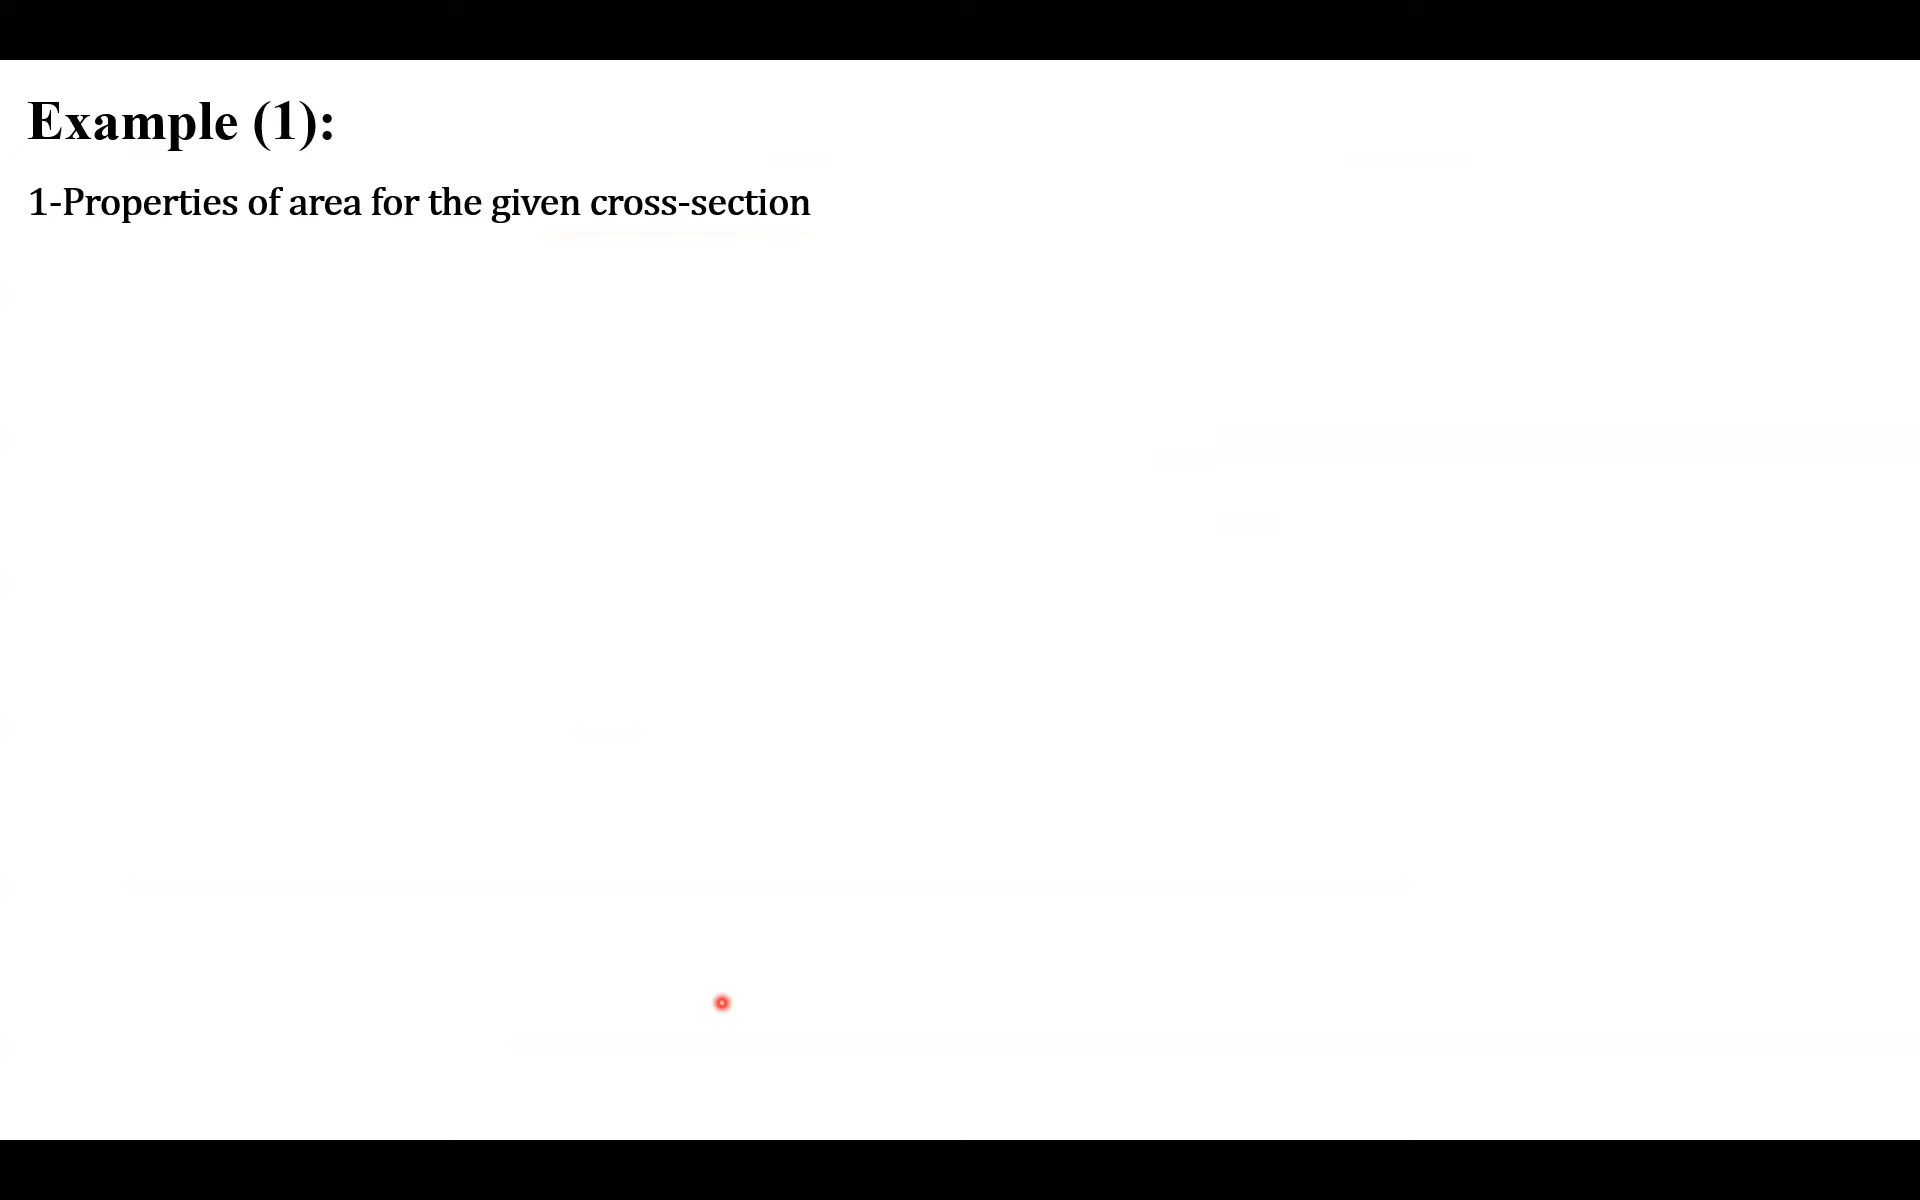 Example (1):
1-Properties of area for the given cross-section